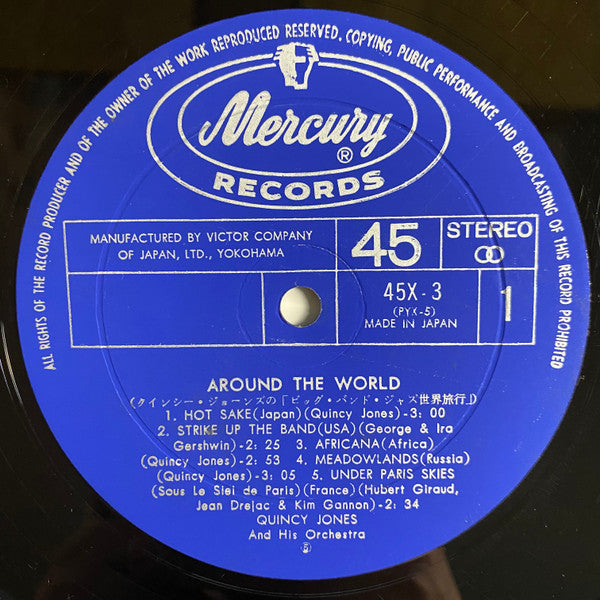 ALL RIGHTS OF THE RECORD PRODUCER AND OF THE OWNER OF THE WORK REPRODUCED RESERVED. COPYING, PUBLIC PERFORMANCE AND BROADCASTING OF THIS RECORD PROHIBITED
Mercury ®
RECORDS
MANUFACTURED BY VICTOR COMPANY
OF JAPAN, LTD., YOKOHAMA
45
STEREO
45X-3
(PYX-5)
MADE IN JAPAN
1
AROUND THE WORLD
(クインシー・ジョーンズの「ビッグ・バンド・ジャズ世界旅行」)
1. HOT SAKE(Japan)(Quincy Jones)-3: 00
2. STRIKE UP THE BAND(USA)(George & Ira
Gershwin)-2: 25 3. AFRICANA(Africa)
(Quincy Jones)-2: 53 4. MEADOWLANDS(Russia)
(Quincy Jones)-3: 05 5. UNDER PARIS SKIES
(Sous Le Slei de Paris)(France)(Hubert Giraud,
Jean Drejac & Kim Gannon)-2: 34
QUINCY JONES
And His Orchestra